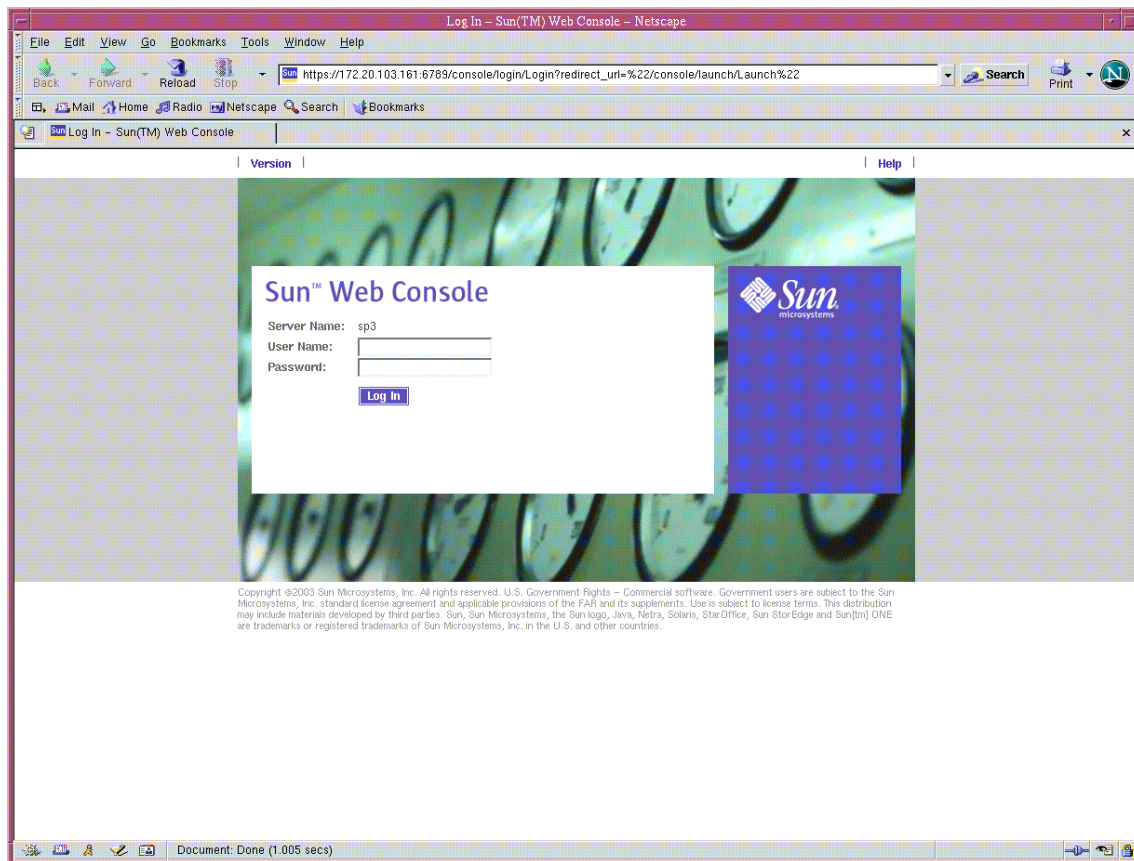 Log In – Sun(TM) Web Console – Netscape
File Edit View Go Bookmarks Tools Window Help
Back Forward Reload Stop
Sun https://172.20.103.161:6789/console/login/Login?redirect_url=%22/console/launch/Launch%22
Search
Print
N
Mail Home Radio Netscape Search Bookmarks
Sun Log In – Sun(TM) Web Console
Version
Help
Sun™ Web Console
Sun
microsystems
Server Name: sp3
User Name:
Password:
Log In
Copyright ©2003 Sun Microsystems, Inc. All rights reserved. U.S. Government Rights – Commercial software. Government users are subject to the Sun
Microsystems, Inc. standard license agreement and applicable provisions of the FAR and its supplements. Use is subject to license terms. This distribution
may include materials developed by third parties. Sun, Sun Microsystems, the Sun logo, Java, Netra, Solaris, StarOffice, Sun StorEdge and Sun[tm] ONE
are trademarks or registered trademarks of Sun Microsystems, Inc. in the U.S. and other countries.
Document: Done (1.005 secs)